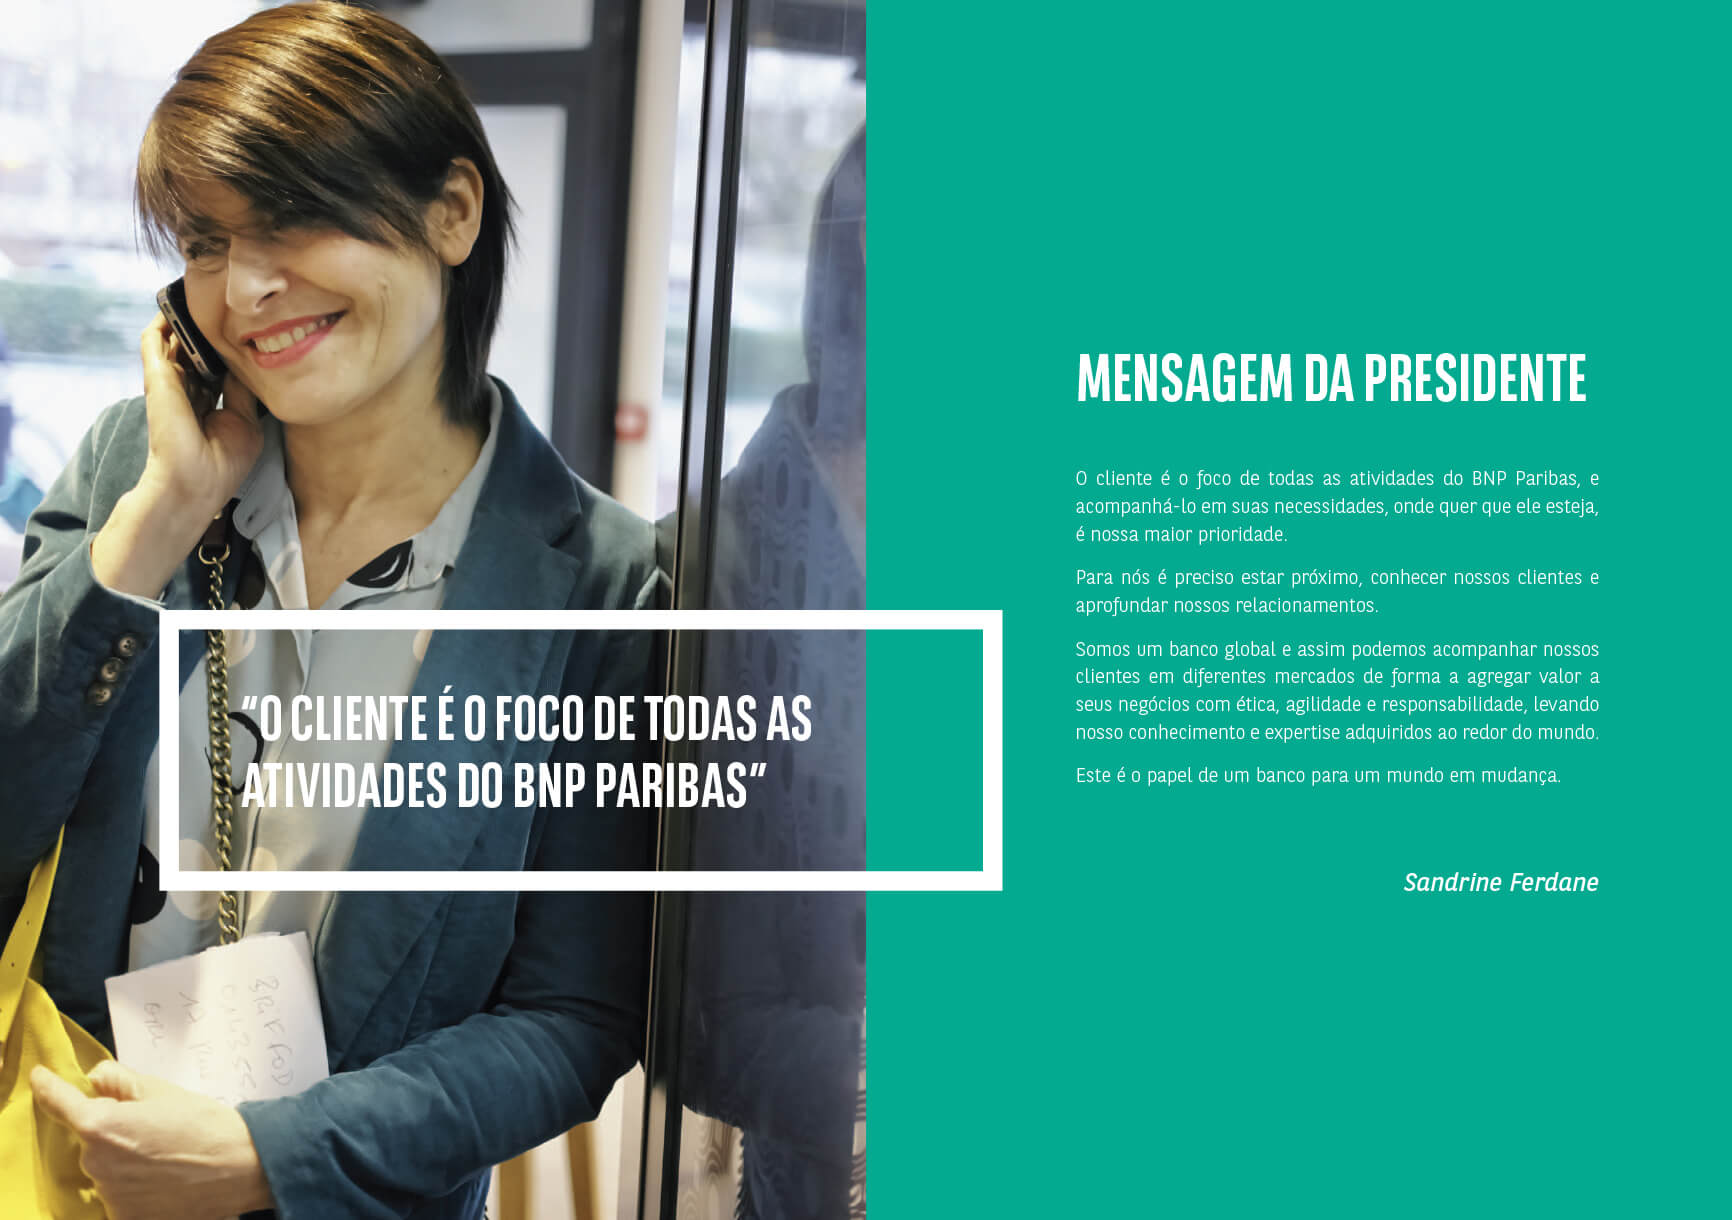 “O CLIENTE É O FOCO DE TODAS AS
ATIVIDADES DO BNP PARIBAS”
MENSAGEM DA PRESIDENTE
O cliente é o foco de todas as atividades do BNP Paribas, e
acompanhá-lo em suas necessidades, onde quer que ele esteja,
é nossa maior prioridade.
Para nós é preciso estar próximo, conhecer nossos clientes e
aprofundar nossos relacionamentos.
Somos um banco global e assim podemos acompanhar nossos
clientes em diferentes mercados de forma a agregar valor a
seus negócios com ética, agilidade e responsabilidade, levando
nosso conhecimento e expertise adquiridos ao redor do mundo.
Este é o papel de um banco para um mundo em mudança.
Sandrine Ferdane